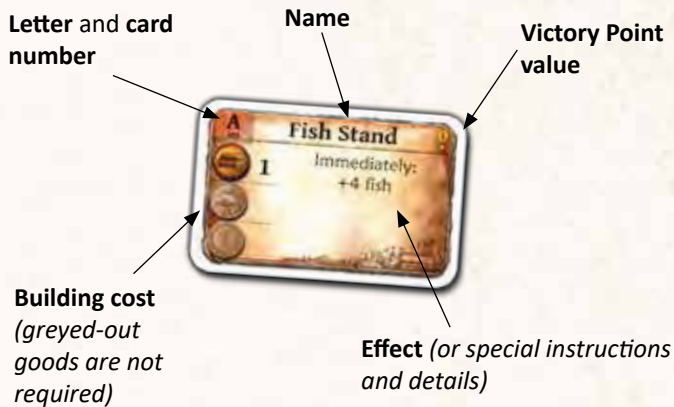 Letter and card
number
Name
Victory Point
value
A
Fish Stand
1
Immediately:
+4 fish
Building cost
(greyed-out
goods are not
required)
Effect (or special instructions
and details)